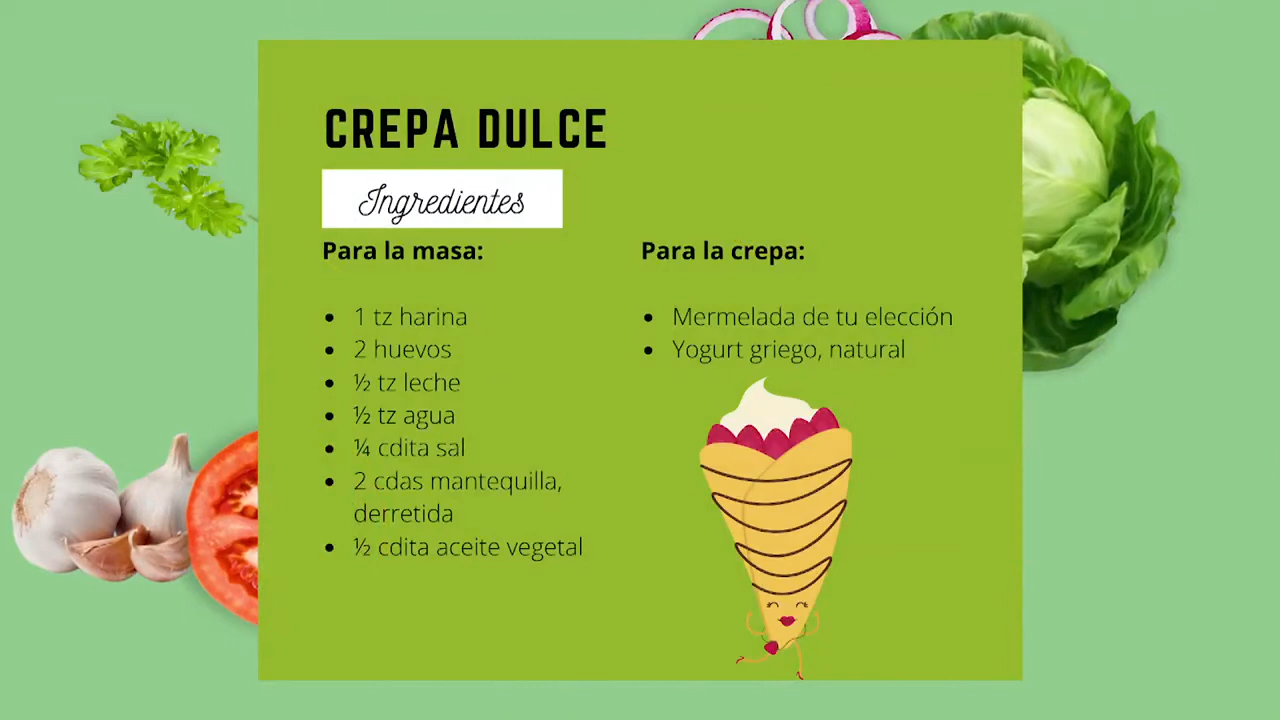 CREPA DULCE
Ingredientes
Para la masa:
• 1 tz harina
• 2 huevos
• ½ tz leche
• ½ tz agua
• ¼ cdita sal
• 2 cdas mantequilla,
derretida
• ½ cdita aceite vegetal
Para la crepa:
• Mermelada de tu elección
• Yogurt griego, natural